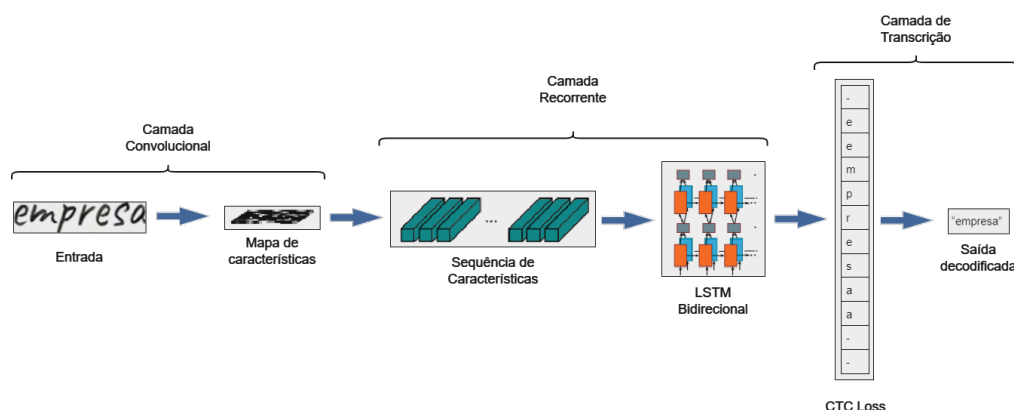 Camada de
Transcrição
Camada
Recorrente
Camada
Convolucional
empresa
Entrada
Mapa de
características
...
Sequência de
Características
LSTM
Bidirecional
-
e
e
m
p
r
e
s
a
a
-
-
CTC Loss
"empresa"
Saída
decodificada